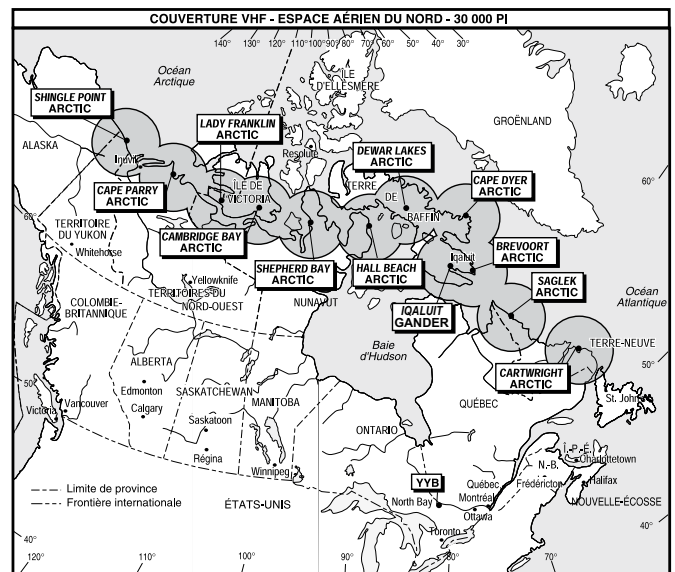 COUVERTURE VHF - ESPACE AÉRIEN DU NORD - 30 000 PI
140° 130° 120° 110° 100° 90° 80° 70° 60° 50° 40° 30°
Océan
Arctique
ÎLE
D'ELLESMERE
GROËNLAND
SHINGLE POINT
ARCTIC
LADY FRANKLIN
ARCTIC
DEWAR LAKES
ARCTIC
CAPE DYER
ARCTIC
ALASKA
Inuvik
Resolute
CAPE PARRY
ARCTIC
ÎLE DE
VICTORIA
TERRE
DE
BAFFIN
60°
60°
TERRITOIRE
DU YUKON
Whitehorse
CAMBRIDGE BAY
ARCTIC
SHEPHERD BAY
ARCTIC
HALL BEACH
ARCTIC
Iqaluit
BREVOORT
ARCTIC
SAGLEK
ARCTIC
Yellowknife
TERRITOIRES DU
NORD-OUEST
NUNAVUT
IQALUIT
GANDER
Océan
Atlantique
COLOMBIE-
BRITANNIQUE
Baie
d'Hudson
TERRE-NEUVE
CARTWRIGHT
ARCTIC
ALBERTA
50°
50°
Edmonton
SASKATCHEWAN
MANITOBA
QUÉBEC
St. John's
Victoria
Vancouver
Calgary
Saskatoon
ONTARIO
Régina
Winnipeg
Î.-P.-É.
Charlottetown
N.-B.
YYB
Québec
Frédéricton
Halifax
Limite de province
Frontière internationale
North Bay
Montréal
NOUVELLE-ÉCOSSE
ÉTATS-UNIS
Ottawa
Toronto
40°
40°
120° 110° 100° 90° 80° 70°